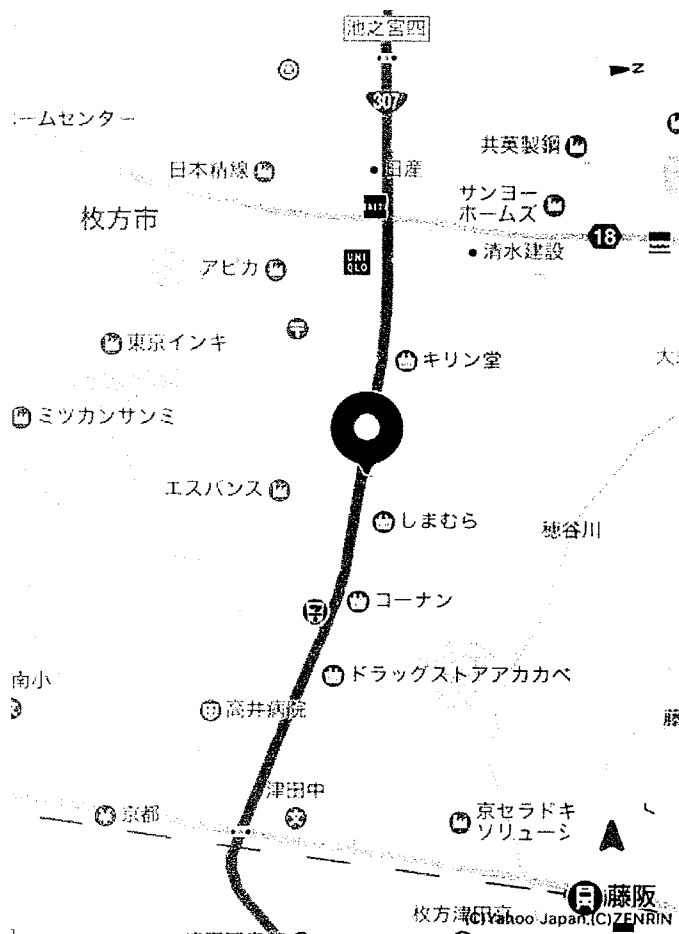 池之宮四
307
N
ームセンター
共英製鋼
日本精線
日産
サンヨー
ホームズ
枚方市
18
清水建設
アピカ
UNI
QLO
東京インキ
キリン堂
ミツカンサンミ
エスバンス
しまむら
穂谷川
コーナン
ドラッグストアアカカベ
南小
高井病院
藤
津田中
京都
京セラドキ
ソリューシ
藤阪
枚方津田高
(C)Yahoo Japan,(C)ZENRIN